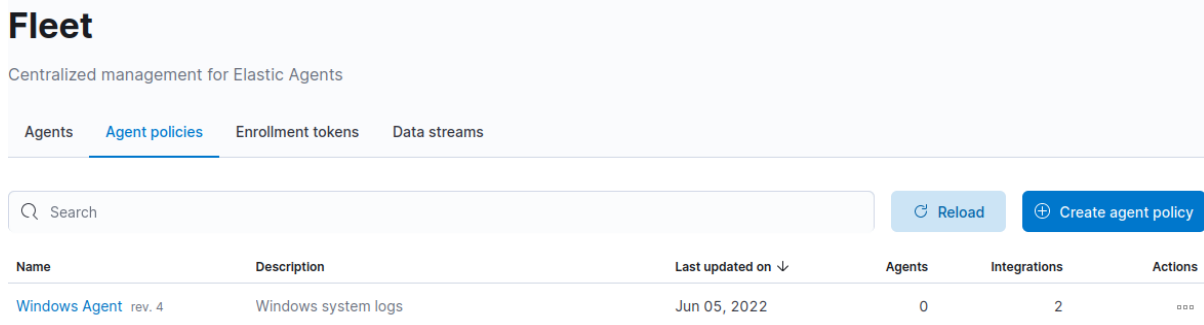 Fleet
Centralized management for Elastic Agents
Agents Agent policies Enrollment tokens Data streams
Search Reload Create agent policy
Name Description Last updated on ↓ Agents Integrations Actions
Windows Agent rev. 4 Windows system logs Jun 05, 2022 0 2